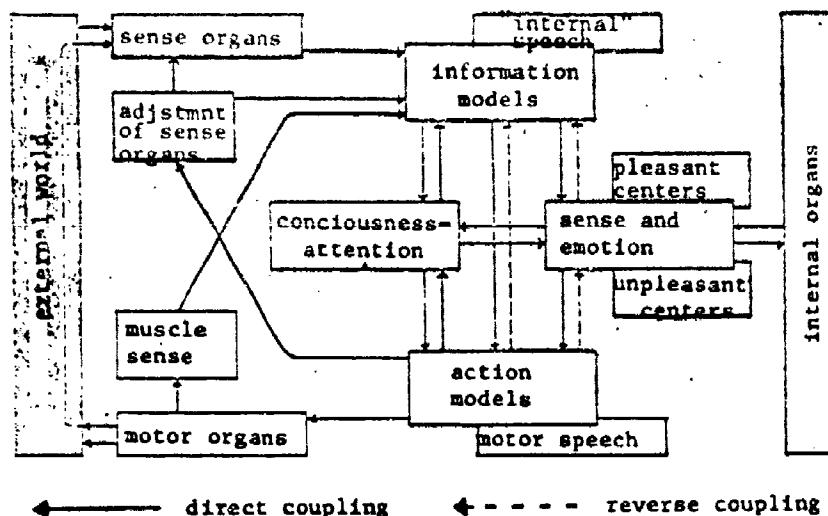 "internal"
speech
sense organs
information
models
adjstmnt
of sense
organs
external world
pleasant
centers
conciousness-
attention
sense and
emotion
unpleasant
centers
internal organs
muscle
sense
action
models
motor organs
motor speech
direct coupling
reverse coupling